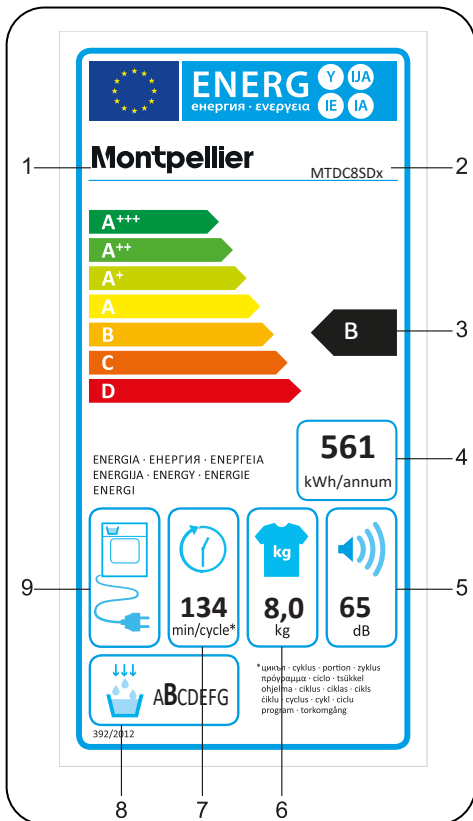 ENERG Y IJA
енергия · ενεργεια IE IA
1 Montpellier MTDC8SDx 2
A+++
A++
A+
A
B B 3
C
D
561 4
kWh/annum
ENERGIA · ЕНЕРГИЯ · ΕΝΕΡΓΕΙΑ
ENERGIJA · ENERGY · ENERGIE
ENERGI
kg
9 5
134 8,0 65
min/cycle* kg dB
*цикъл · cyklus · portion · zyklus
πρόγραμμα · ciclo · tsükkel
ohjelma · ciklus · ciklas · cikls
ċiklu · cyclus · cykl · ciclu
program · torkomgång
ABCDEFG
392/2012
8 7 6